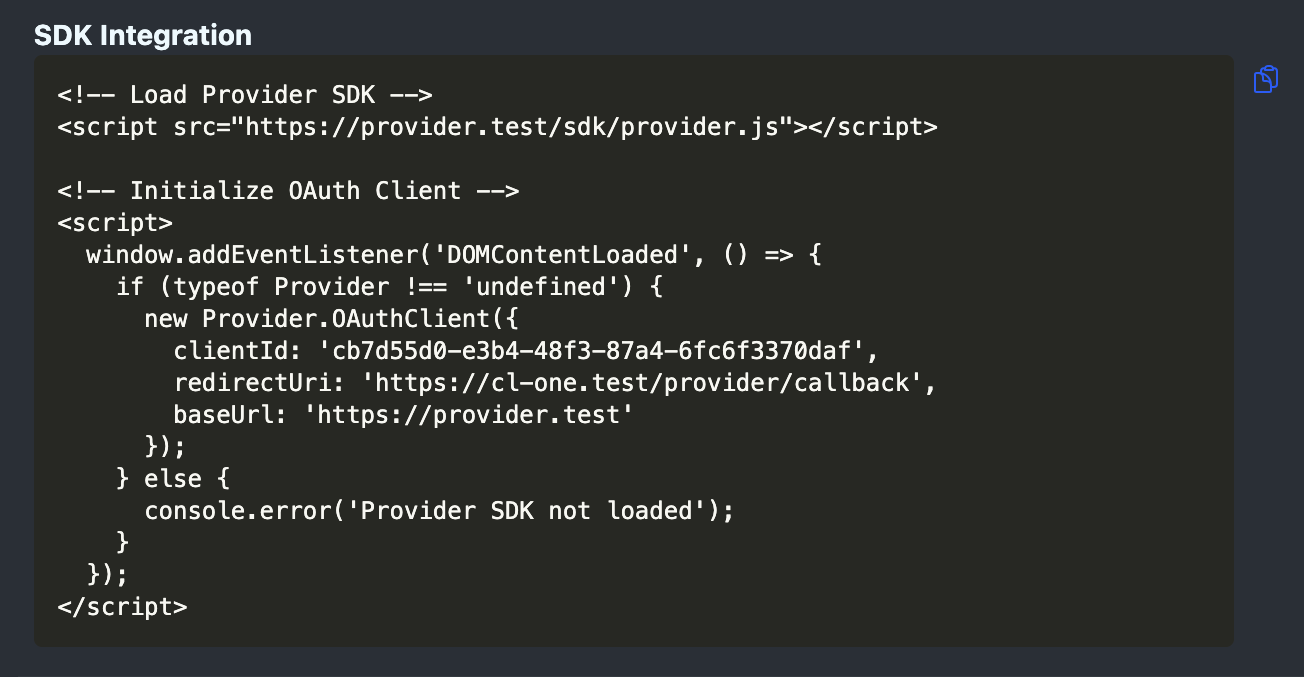 SDK Integration
<!-- Load Provider SDK -->
<script src="https://provider.test/sdk/provider.js"></script>

<!-- Initialize OAuth Client -->
<script>
  window.addEventListener('DOMContentLoaded', () => {
    if (typeof Provider !== 'undefined') {
      new Provider.OAuthClient({
        clientId: 'cb7d55d0-e3b4-48f3-87a4-6fc6f3370daf',
        redirectUri: 'https://cl-one.test/provider/callback',
        baseUrl: 'https://provider.test'
      });
    } else {
      console.error('Provider SDK not loaded');
    }
  });
</script>